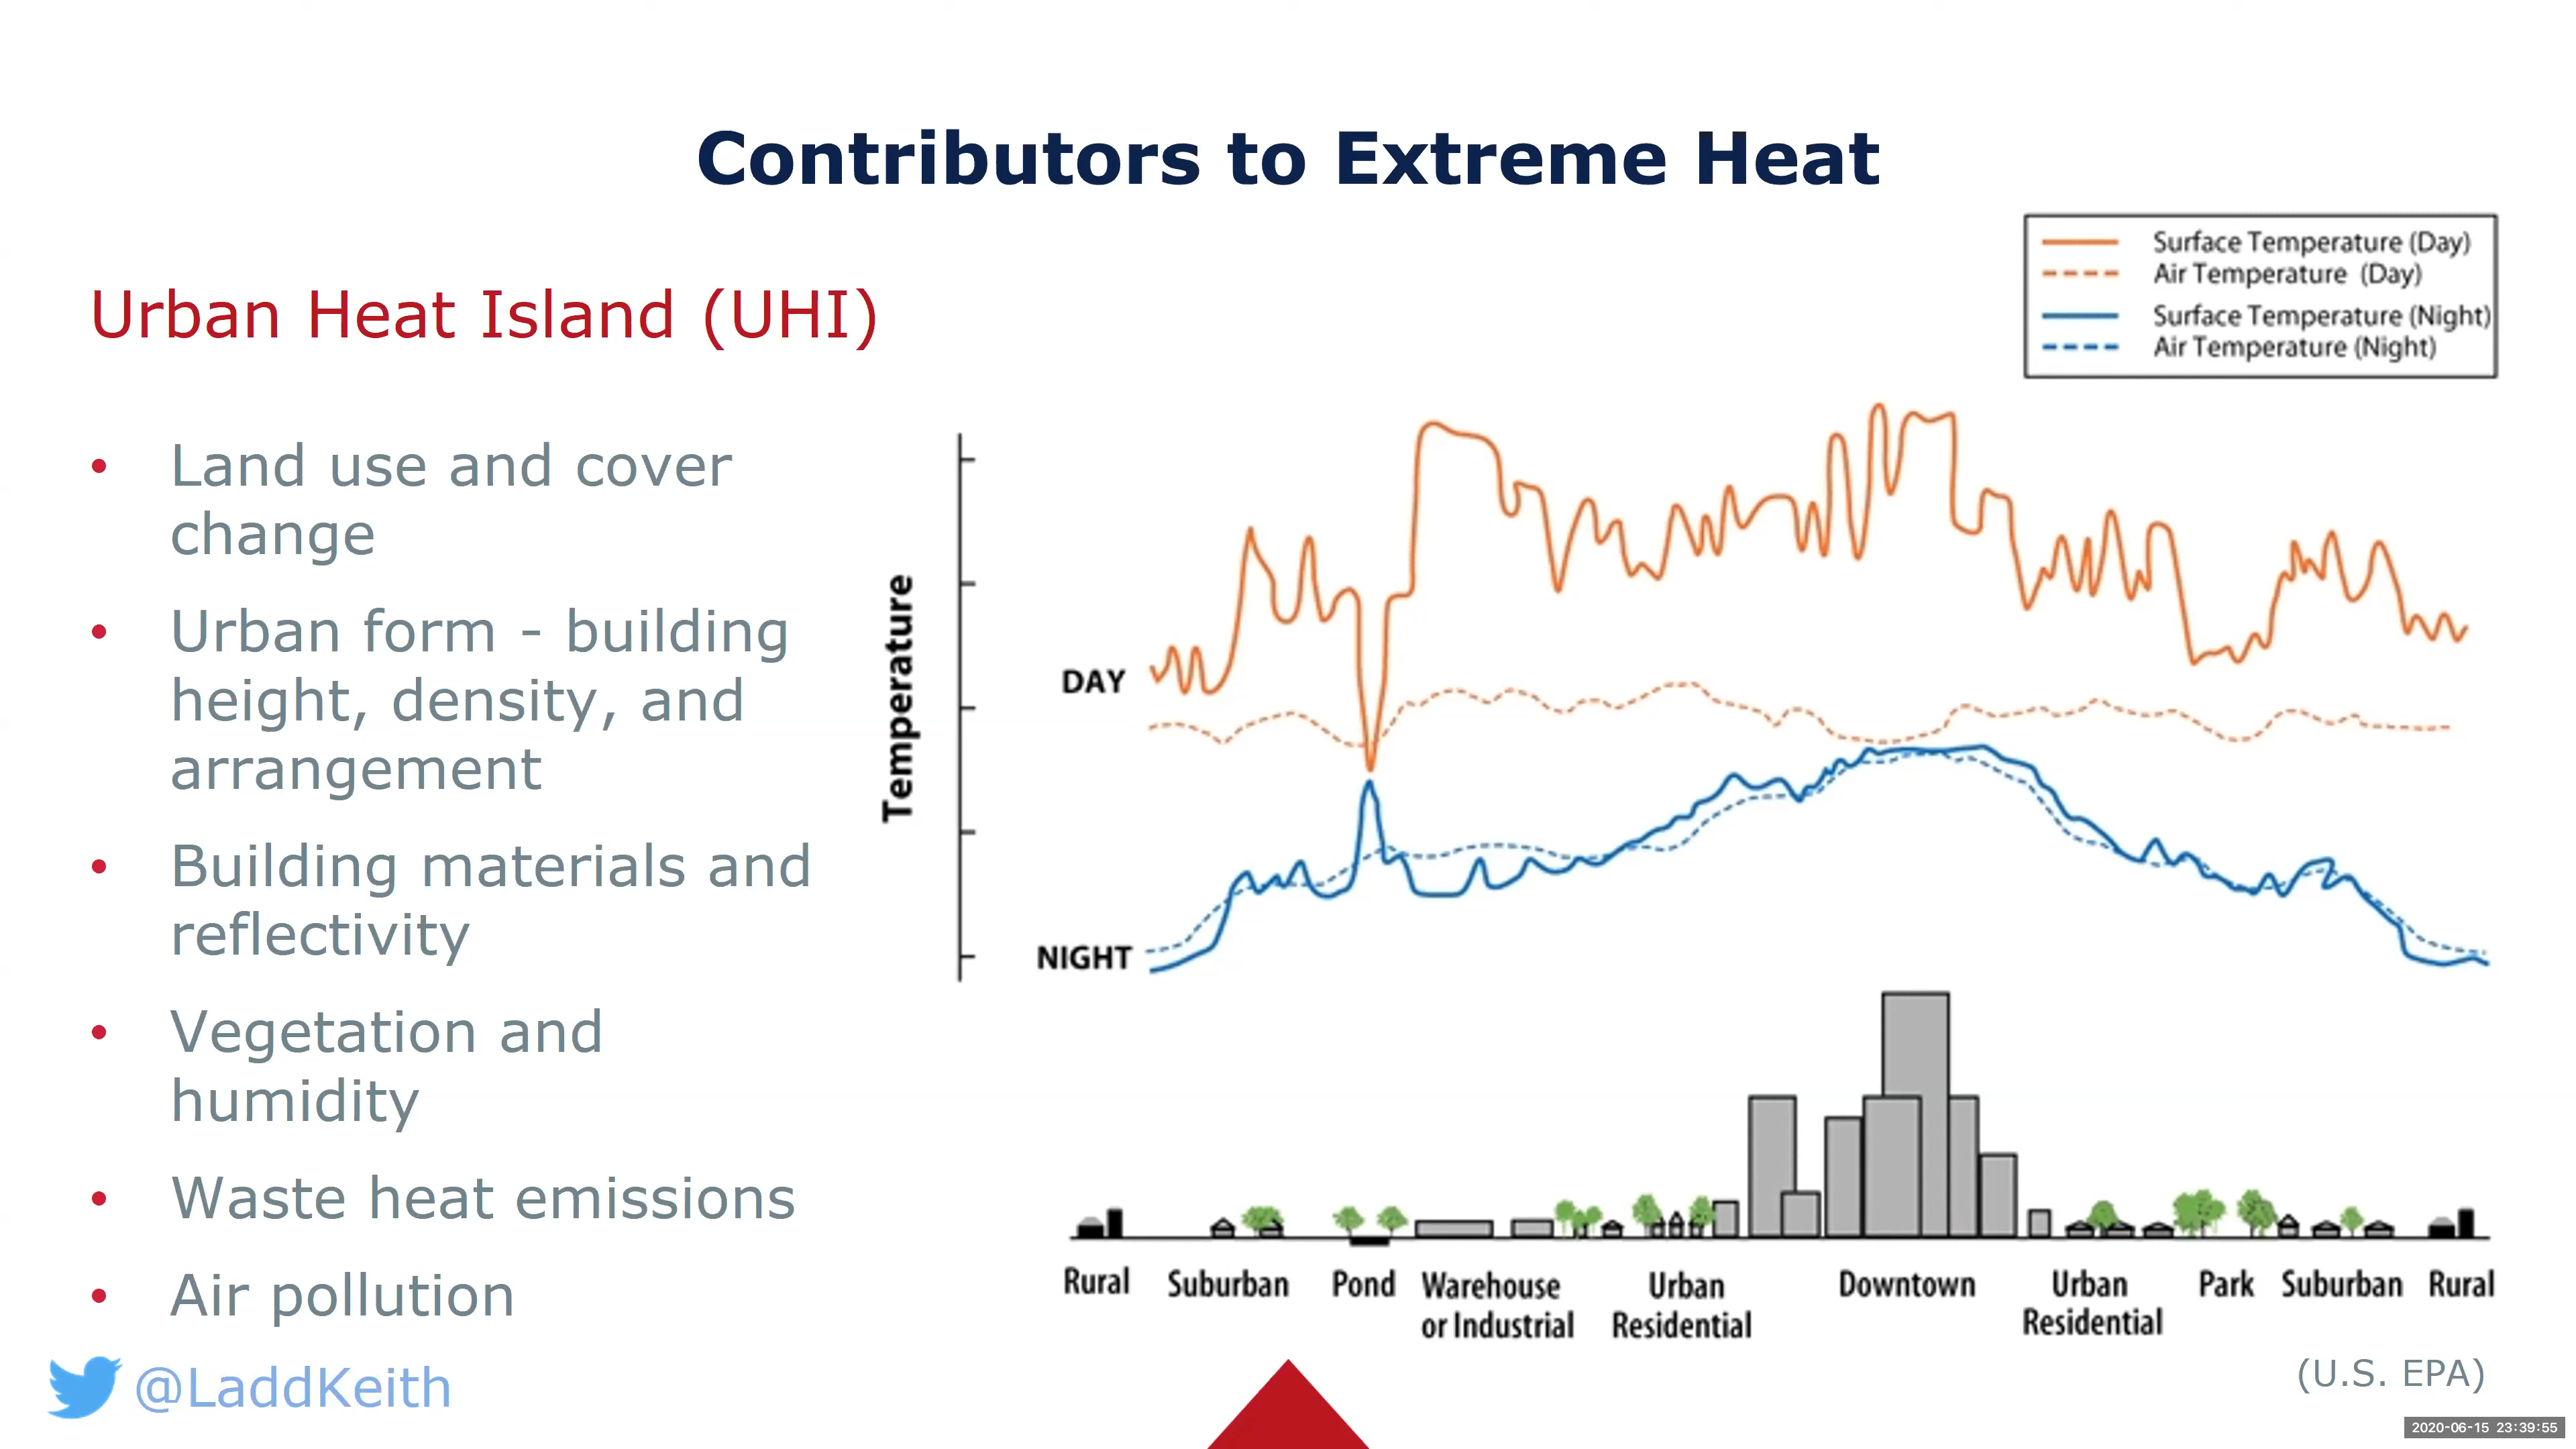 Contributors to Extreme Heat
Urban Heat Island (UHI)
• Land use and cover
change
• Urban form - building
height, density, and
arrangement
• Building materials and
reflectivity
• Vegetation and
humidity
• Waste heat emissions
• Air pollution
@LaddKeith
Surface Temperature (Day)
Air Temperature (Day)
Surface Temperature (Night)
Air Temperature (Night)
Temperature
DAY
NIGHT
Rural
Suburban
Pond
Warehouse
or Industrial
Urban
Residential
Downtown
Urban
Residential
Park
Suburban
Rural
(U.S. EPA)
2020-06-15 23:39:55